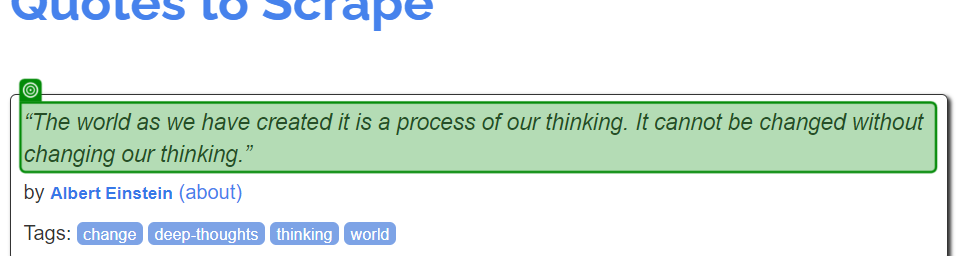 Quotes to Scrape
“The world as we have created it is a process of our thinking. It cannot be changed without
changing our thinking.”
by Albert Einstein (about)
Tags: change deep-thoughts thinking world